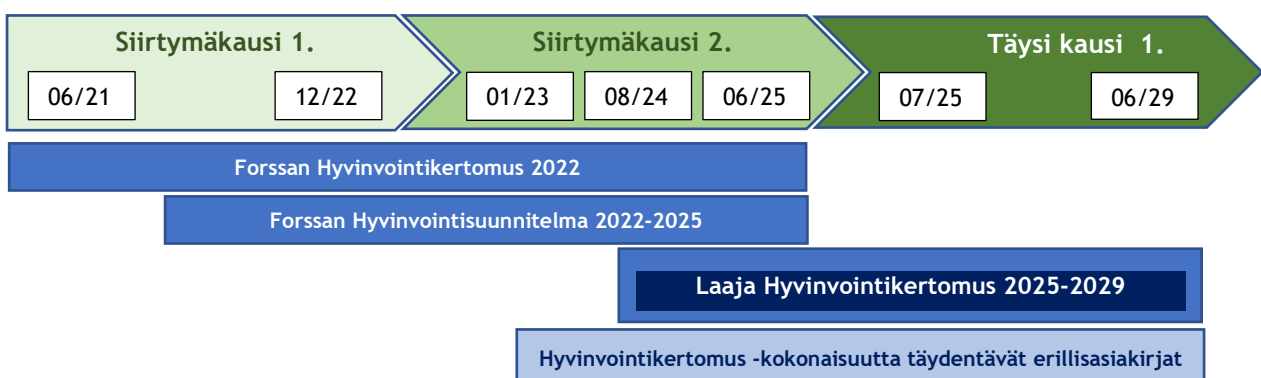 Siirtymäkausi 1.
Siirtymäkausi 2.
Täysi kausi 1.
06/21
12/22
01/23
08/24
06/25
07/25
06/29
Forssan Hyvinvointikertomus 2022
Forssan Hyvinvointisuunnitelma 2022-2025
Laaja Hyvinvointikertomus 2025-2029
Hyvinvointikertomus -kokonaisuutta täydentävät erillisasiakirjat